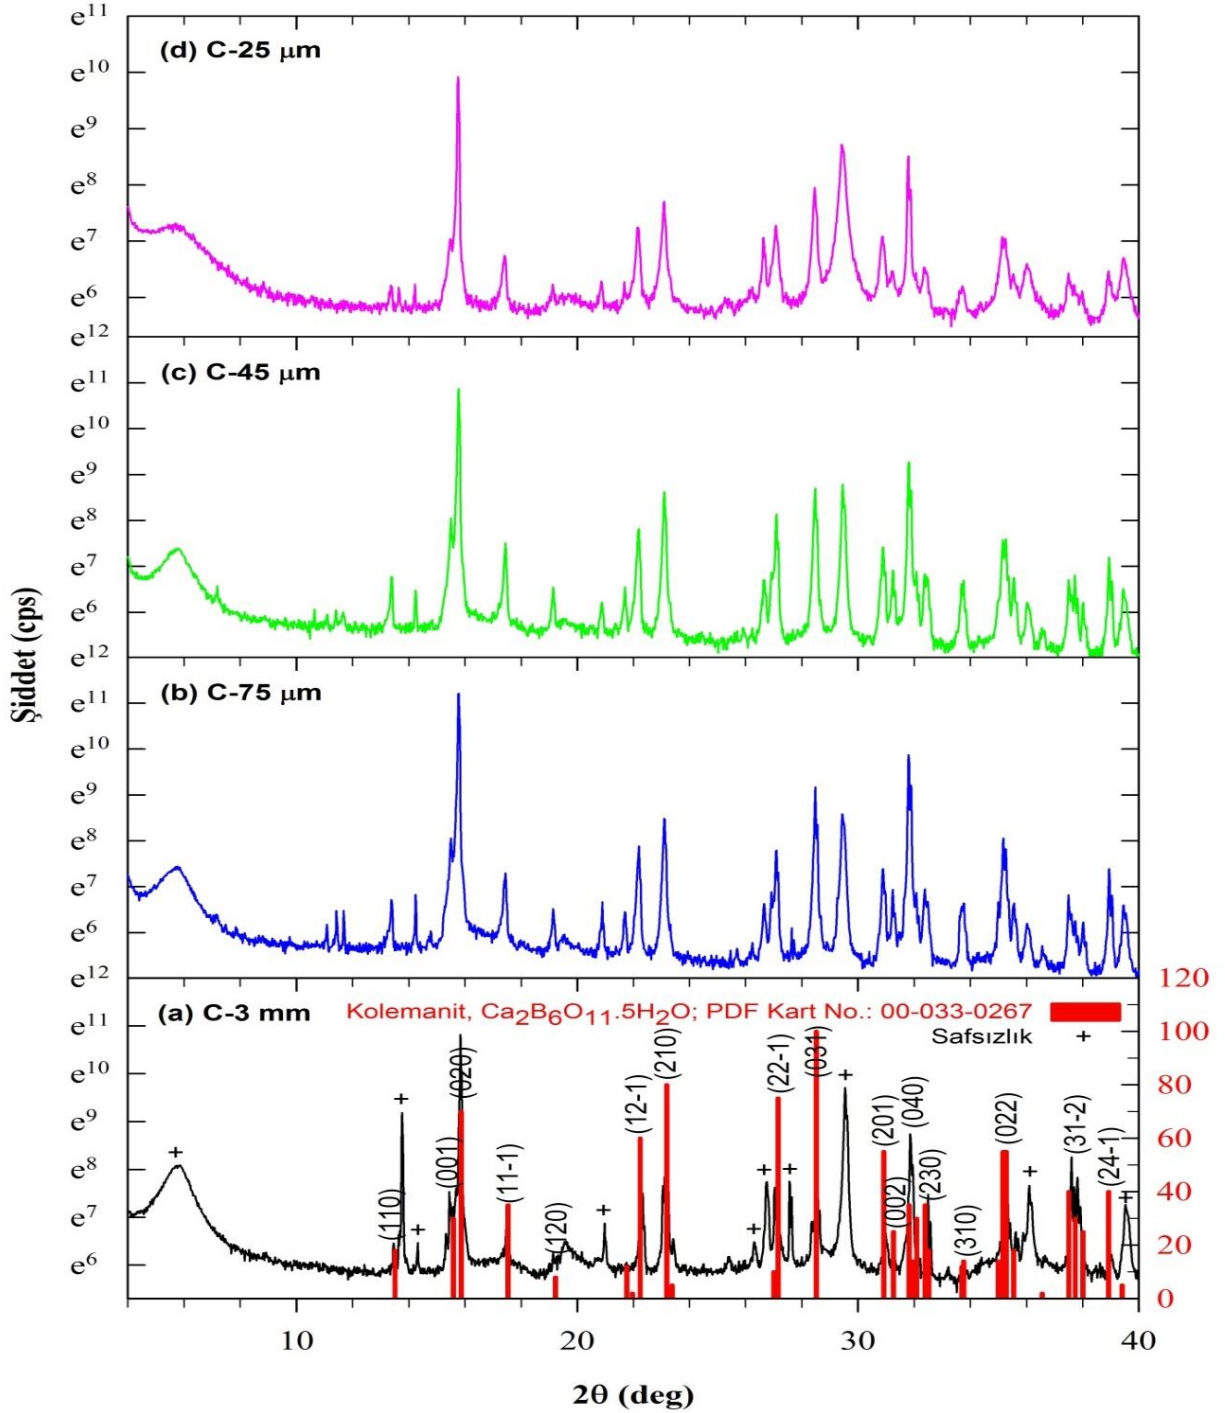 e11
(d) C-25 μm
e10
e9
e8
e7
e6
e12
(c) C-45 μm
e11
e10
e9
e8
e7
e6
e12
(b) C-75 μm
e11
e10
e9
e8
e7
e6
e12
120
(a) C-3 mm
Kolemanit, Ca2B6O11.5H2O; PDF Kart No.: 00-033-0267
Safsızlık +
e11
e10
e9
e8
e7
e6
100
80
60
40
20
0
(110)
(001)
(020)
(11-1)
(120)
(12-1)
(210)
(22-1)
(031)
(201)
(002)
(040)
(230)
(310)
(022)
(31-2)
(24-1)
10 20 30 40
2θ (deg)
Şiddet (cps)